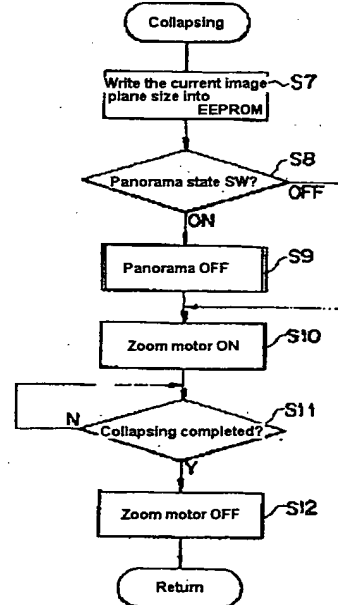 Collapsing
Write the current image
plane size into
EEPROM
S7
Panorama state SW?
S8
OFF
ON
Panorama OFF
S9
Zoom motor ON
S10
Collapsing completed?
S11
N
Y
Zoom motor OFF
S12
Return